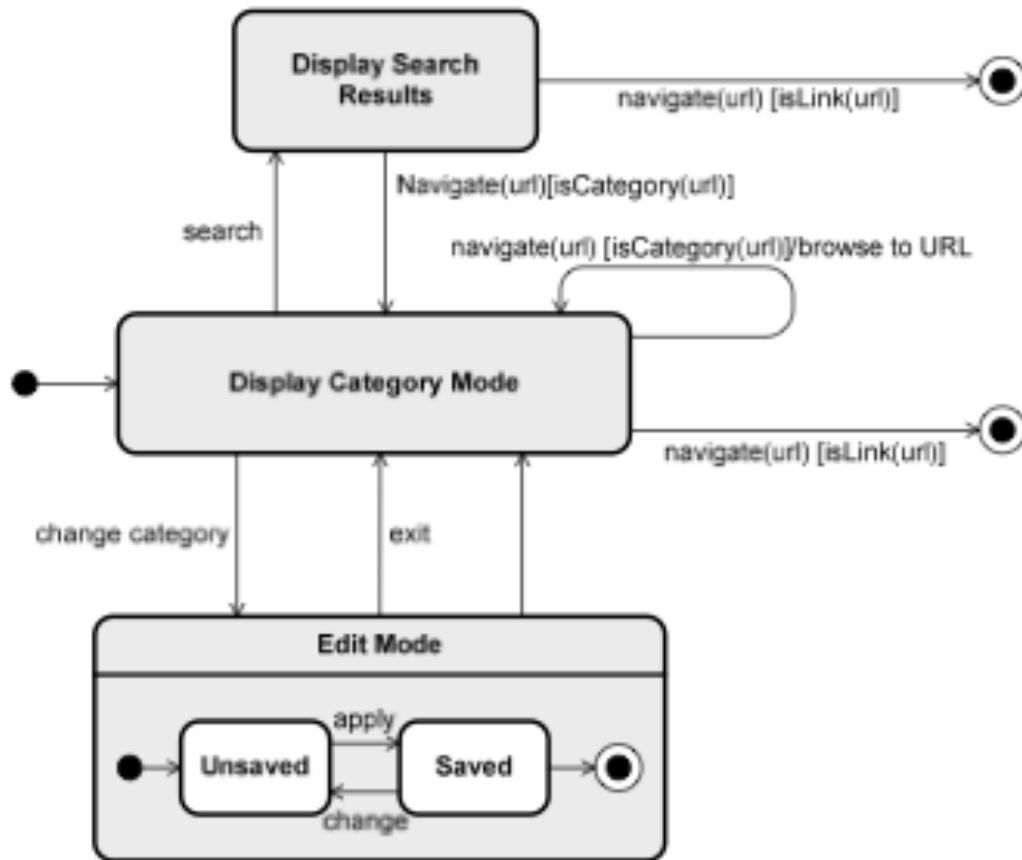 Display Search
Results
navigate(url) [isLink(url)]
Navigate(url)[isCategory(url)]
search
navigate(url) [isCategory(url)]/browse to URL
Display Category Mode
navigate(url) [isLink(url)]
change category
exit
Edit Mode
apply
Unsaved
Saved
change